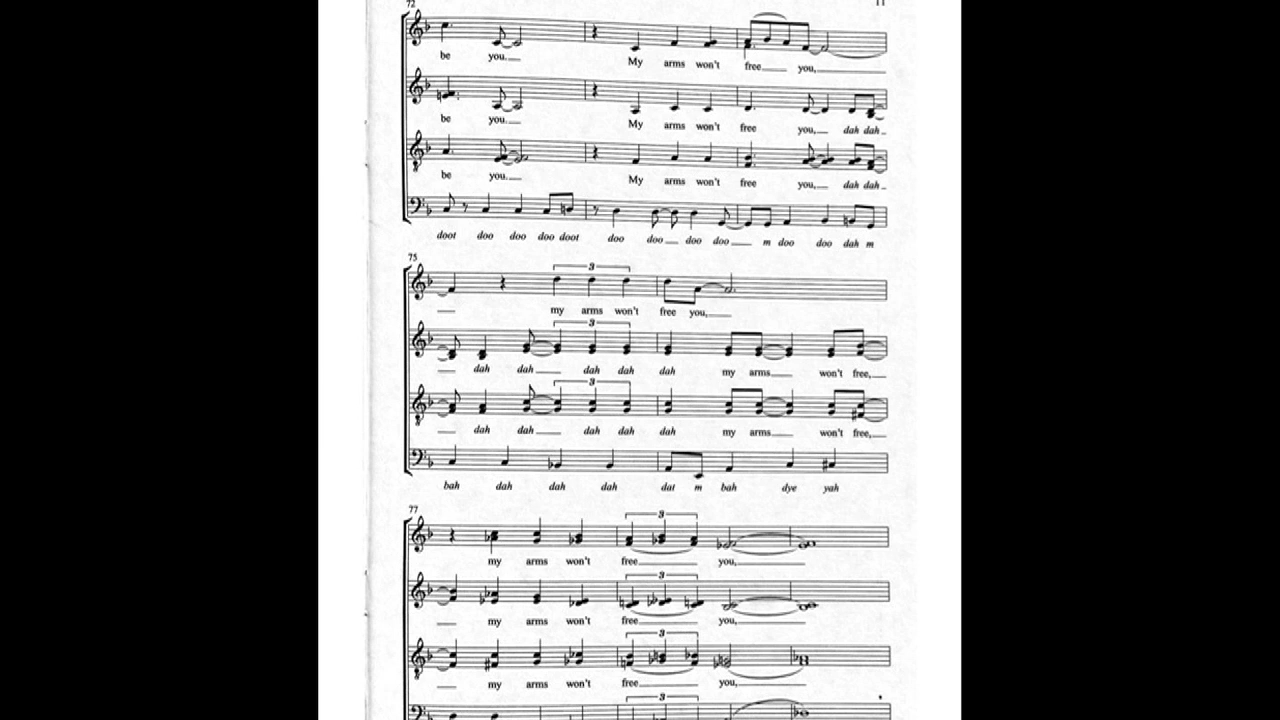 72
11
be you. My arms won't free you,
be you. My arms won't free you, dah dah
be you. My arms won't free you, dah dah
doot doo doo doo doot doo doo doo doo m doo doo dah m
75
3
my arms won't free you,
3
dah dah dah dah dah my arms won't free,
3
dah dah dah dah dah my arms won't free,
bah dah dah dah dat m bah dye yah
77
3
my arms won't free you,
3
my arms won't free you,
3
my arms won't free you,
3